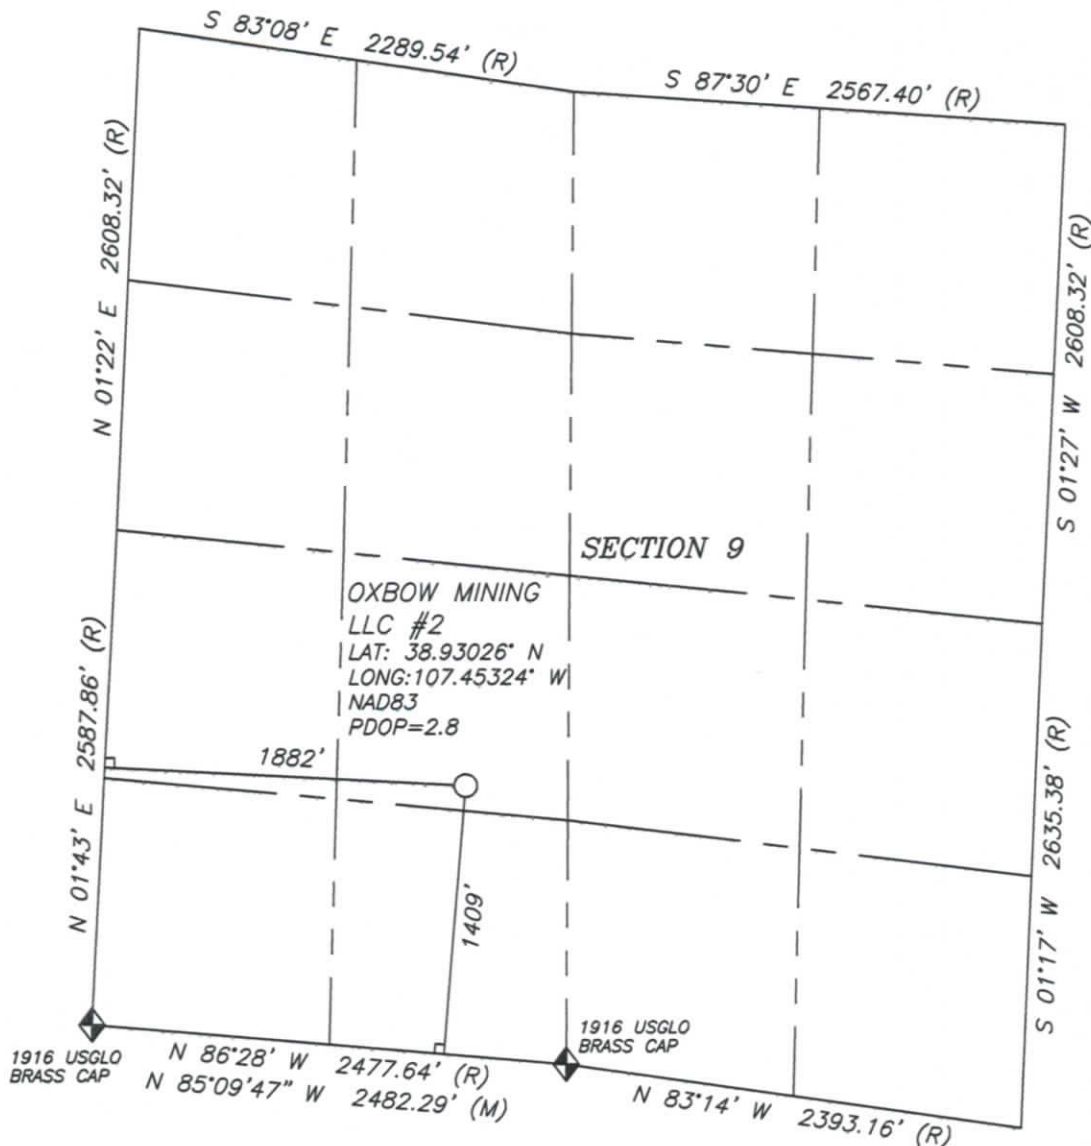 S 83°08' E 2289.54' (R)
S 87°30' E 2567.40' (R)
N 01°22' E 2608.32' (R)
S 01°27' W 2608.32' (R)
SECTION 9
OXBOW MINING
LLC #2
LAT: 38.93026° N
LONG:107.45324° W
NAD83
PDOP=2.8
1882'
N 01°43' E 2587.86' (R)
1409'
S 01°17' W 2635.38' (R)
1916 USGLO
BRASS CAP
1916 USGLO
BRASS CAP
N 86°28' W 2477.64' (R)
N 85°09'47" W 2482.29' (M)
N 83°14' W 2393.16' (R)